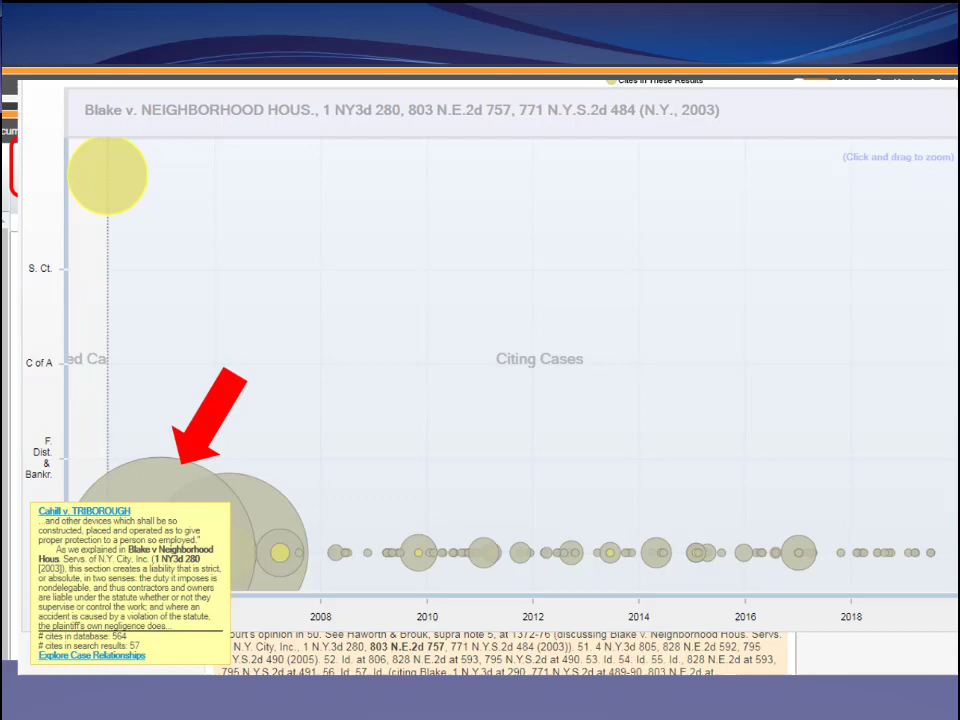 Cites in These Results
cum
Blake v. NEIGHBORHOOD HOUS., 1 NY3d 280, 803 N.E.2d 757, 771 N.Y.S.2d 484 (N.Y., 2003)
(Click and drag to zoom)
S. Ct.
C of A
ed Ca
Citing Cases
F.
Dist.
&
Bankr.
Cahill v. TRIBOROUGH
...and other devices which shall be so
constructed, placed and operated as to give
proper protection to a person so employed."
As we explained in Blake v Neighborhood
Hous. Servs. of N.Y. City, Inc. (1 NY3d 280
[2003]), this section creates a liability that is strict,
or absolute, in two senses: the duty it imposes is
nondelegable, and thus contractors and owners
are liable under the statute whether or not they
supervise or control the work; and where an
accident is caused by a violation of the statute,
the plaintiff's own negligence does...
# cites in database: 564
# cites in search results: 57
Explore Case Relationships
2008 2010 2012 2014 2016 2018
court's opinion in 50. See Haworth & Brouk, supra note 5, at 1372-76 (discussing Blake v. Neighborhood Hous. Servs.
N.Y. City, Inc., 1 N.Y.3d 280, 803 N.E.2d 757, 771 N.Y.S.2d 484 (2003)). 51. 4 N.Y.3d 805, 828 N.E.2d 592, 795
Y.S.2d 490 (2005). 52. Id. at 806, 828 N.E.2d at 593, 795 N.Y.S.2d at 490. 53. Id. 54. Id. 55. Id., 828 N.E.2d at 593,
795 N.Y.S.2d at 491. 56. Id. 57. Id. (citing Blake, 1 N.Y.3d at 290, 771 N.Y.S.2d at 489-90, 803 N.E.2d at